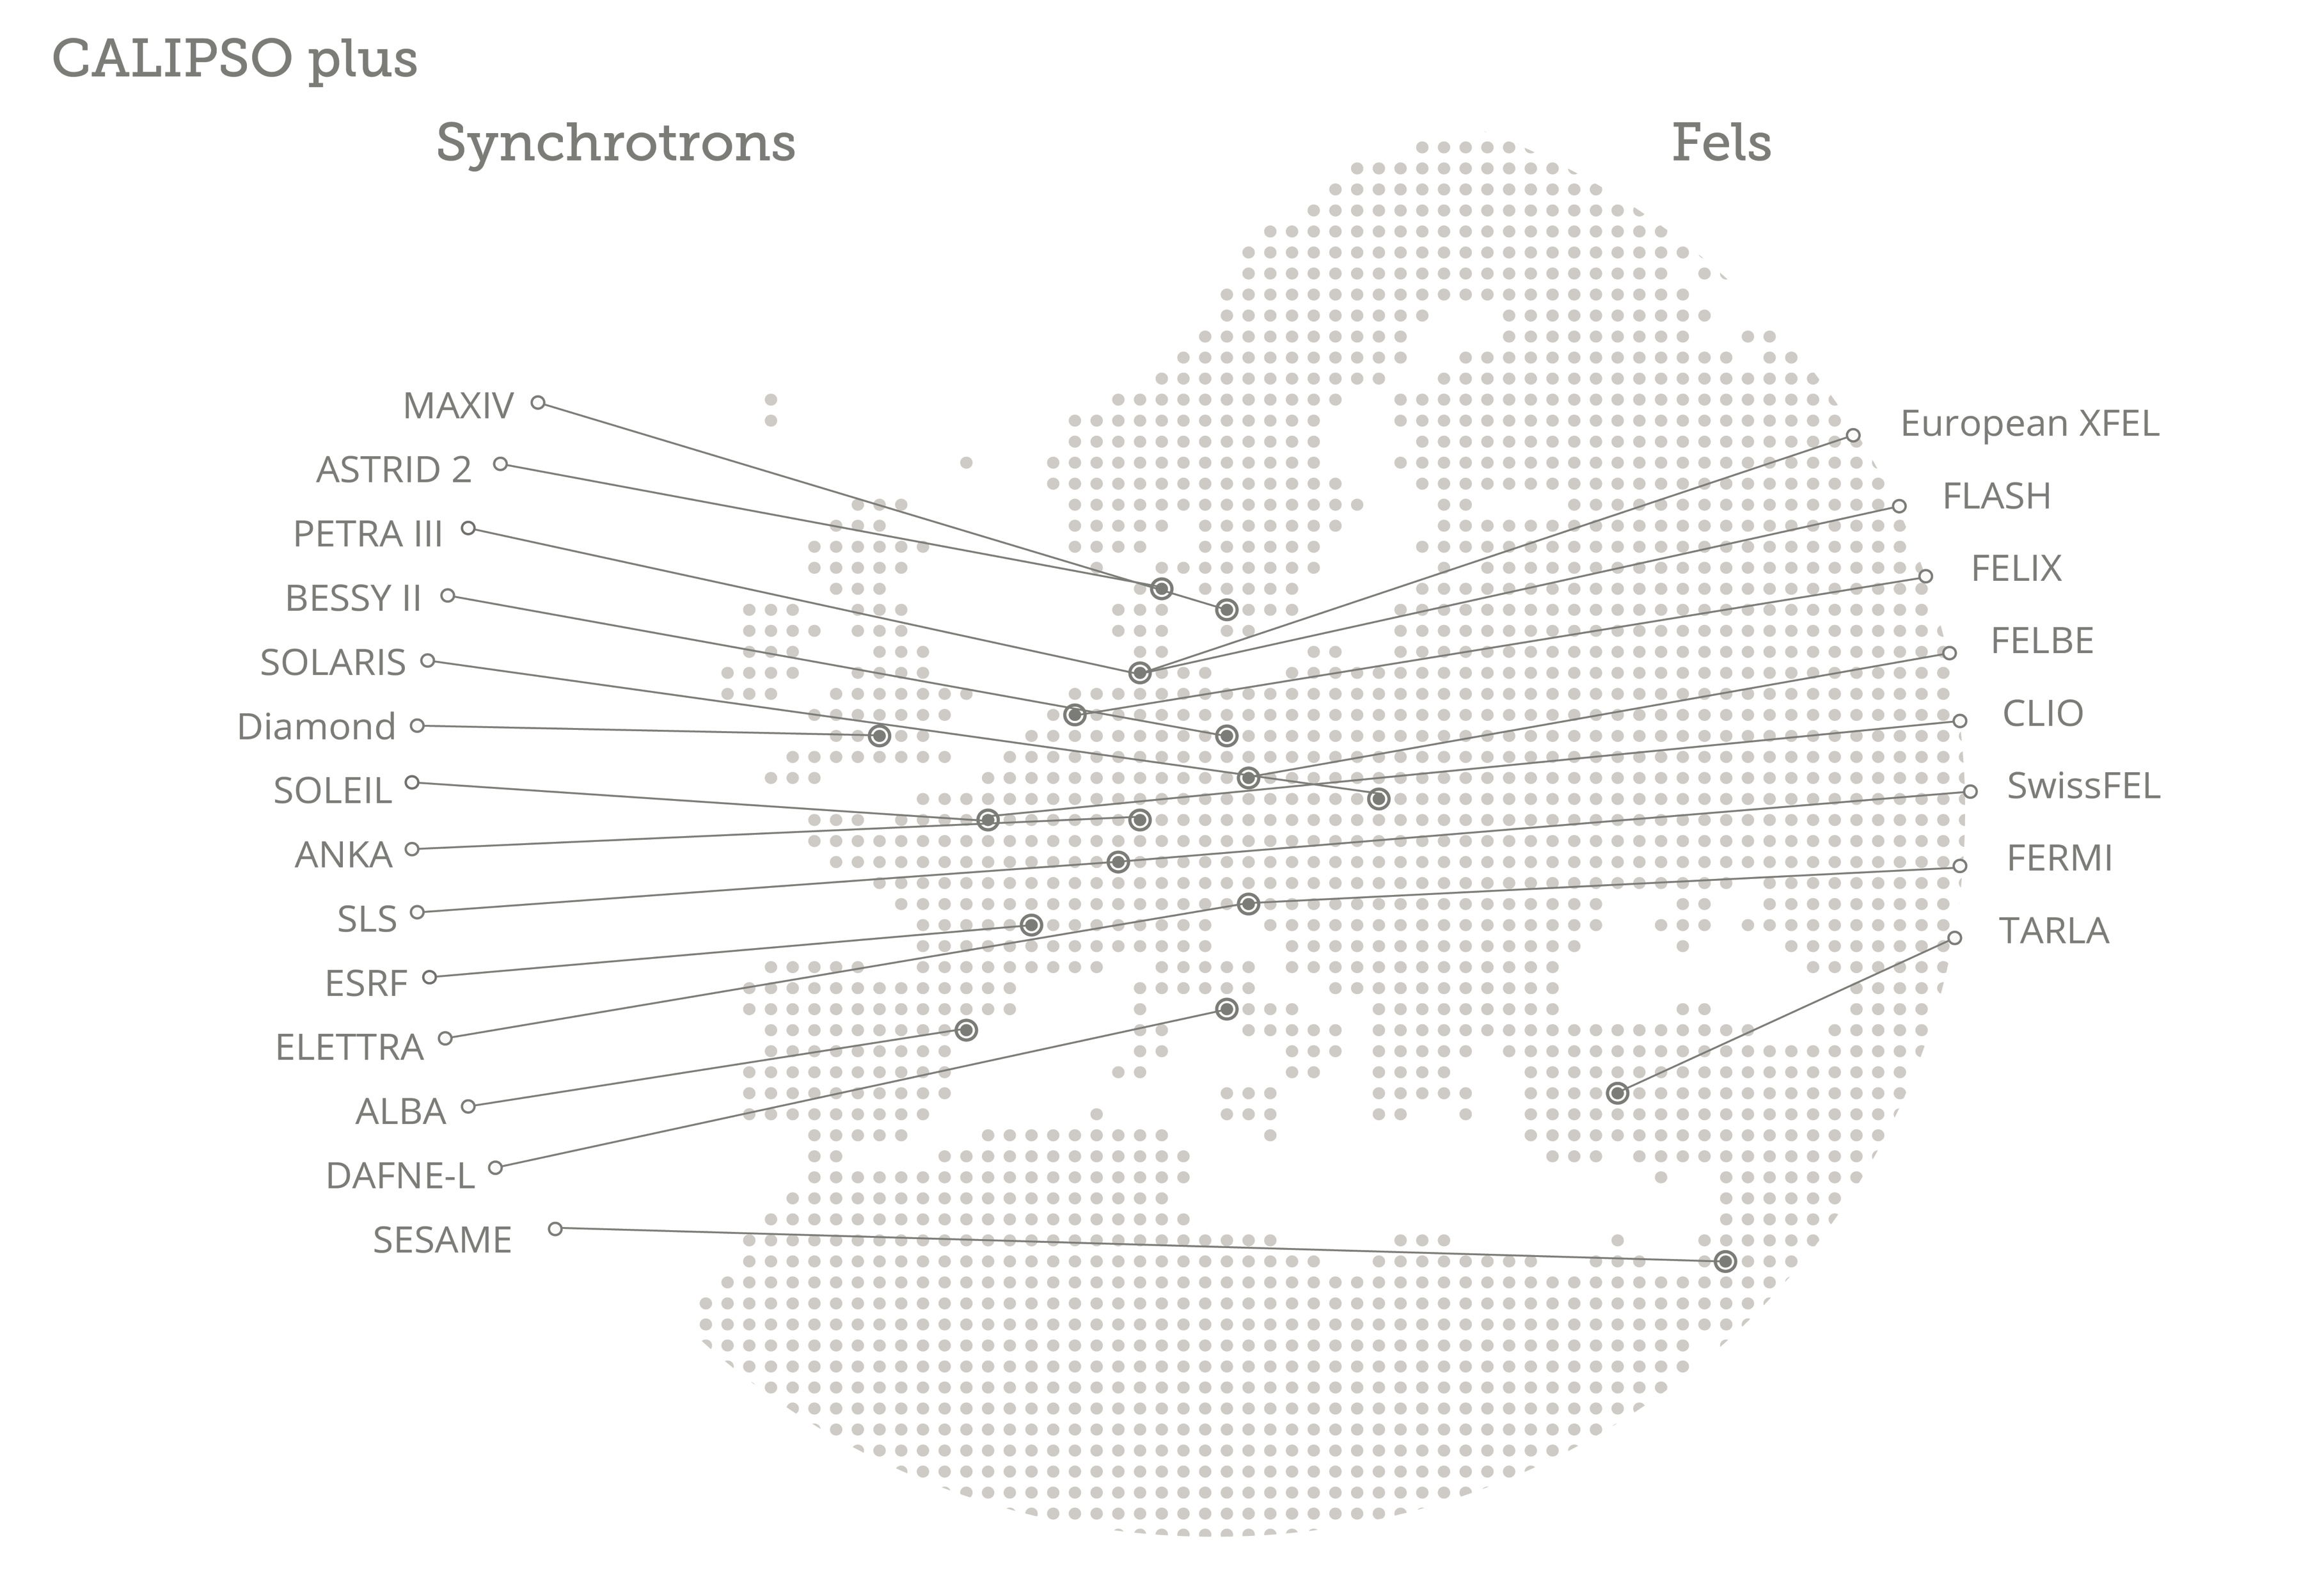 CALIPSO plus
Synchrotrons
Fels
MAXIV
ASTRID 2
PETRA III
BESSY II
SOLARIS
Diamond
SOLEIL
ANKA
SLS
ESRF
ELETTRA
ALBA
DAFNE-L
SESAME
European XFEL
FLASH
FELIX
FELBE
CLIO
SwissFEL
FERMI
TARLA